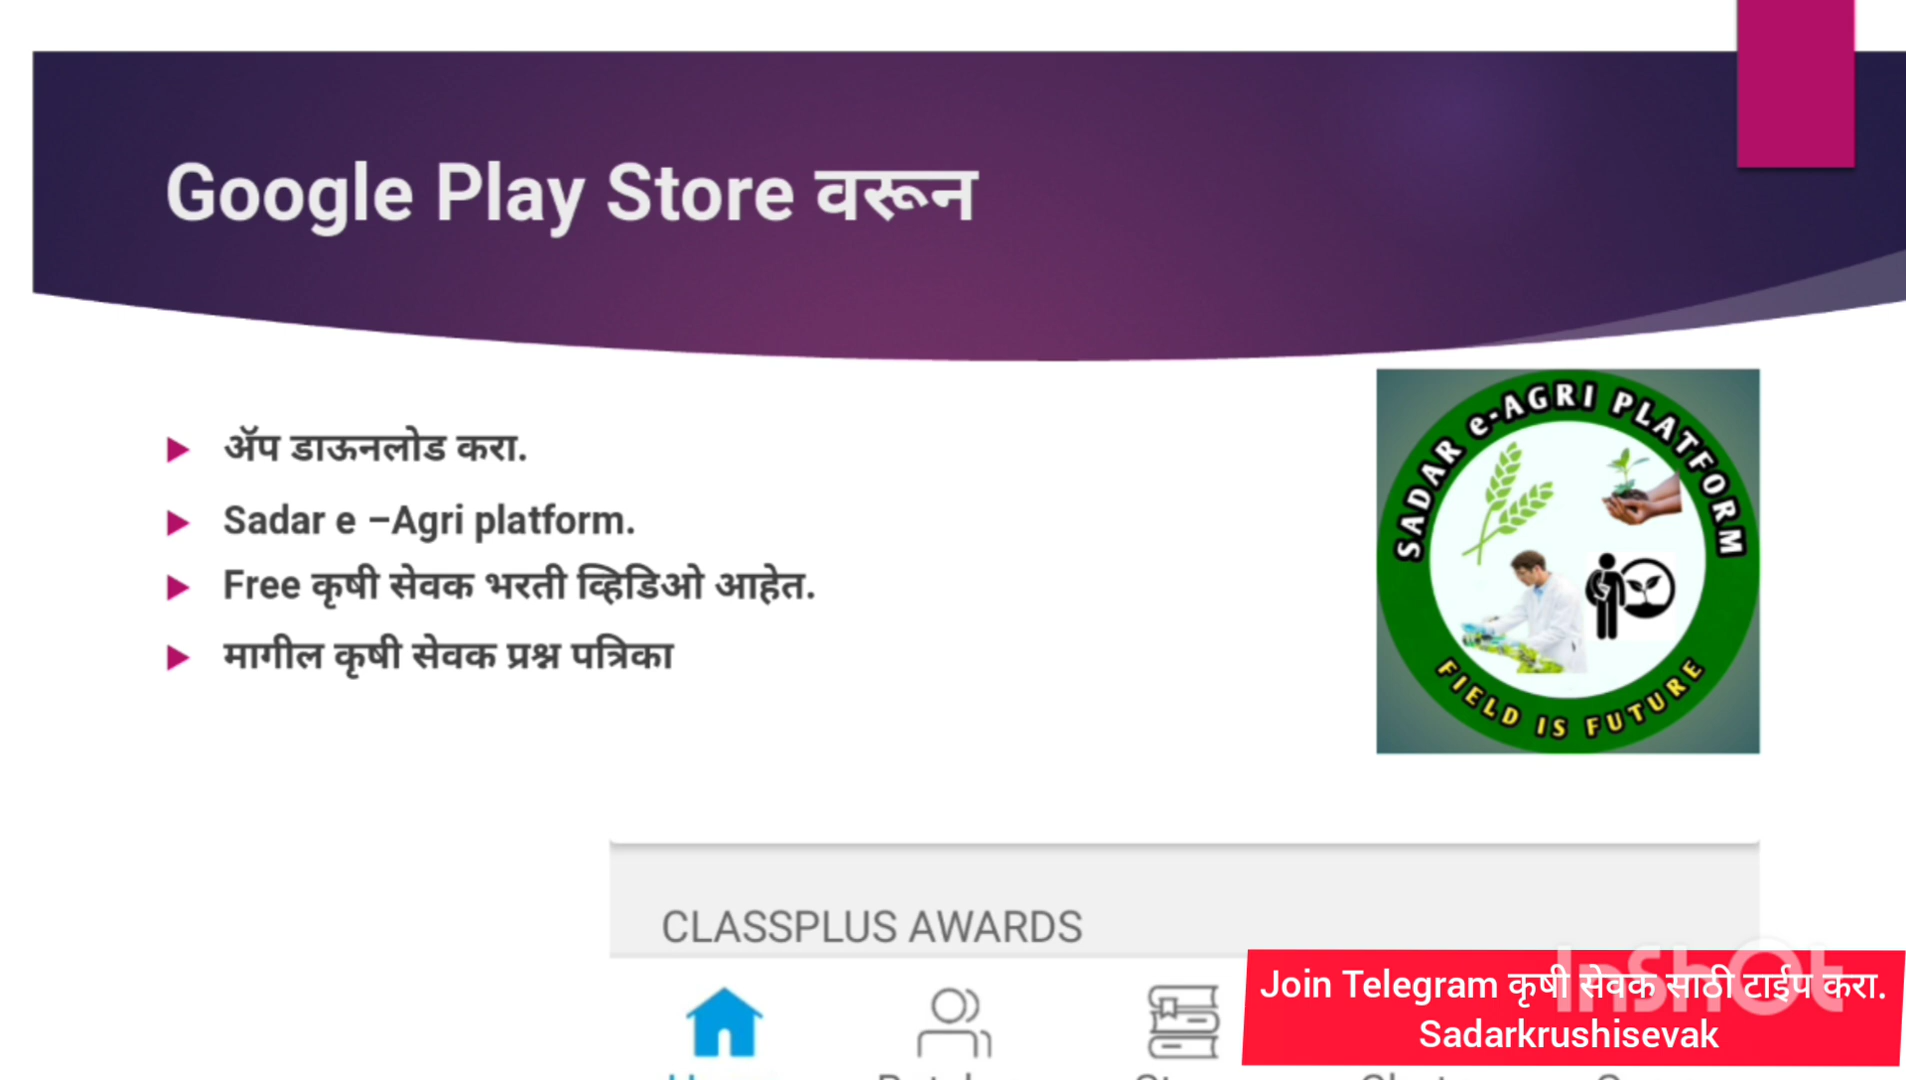 Google Play Store वरून
ॲप डाऊनलोड करा.
Sadar e –Agri platform.
Free कृषी सेवक भरती व्हिडिओ आहेत.
मागील कृषी सेवक प्रश्न पत्रिका
SADAR e-AGRI PLATFORM
FIELD IS FUTURE
CLASSPLUS AWARDS
InShOt
Join Telegram कृषी सेवक साठी टाईप करा.
Sadarkrushisevak